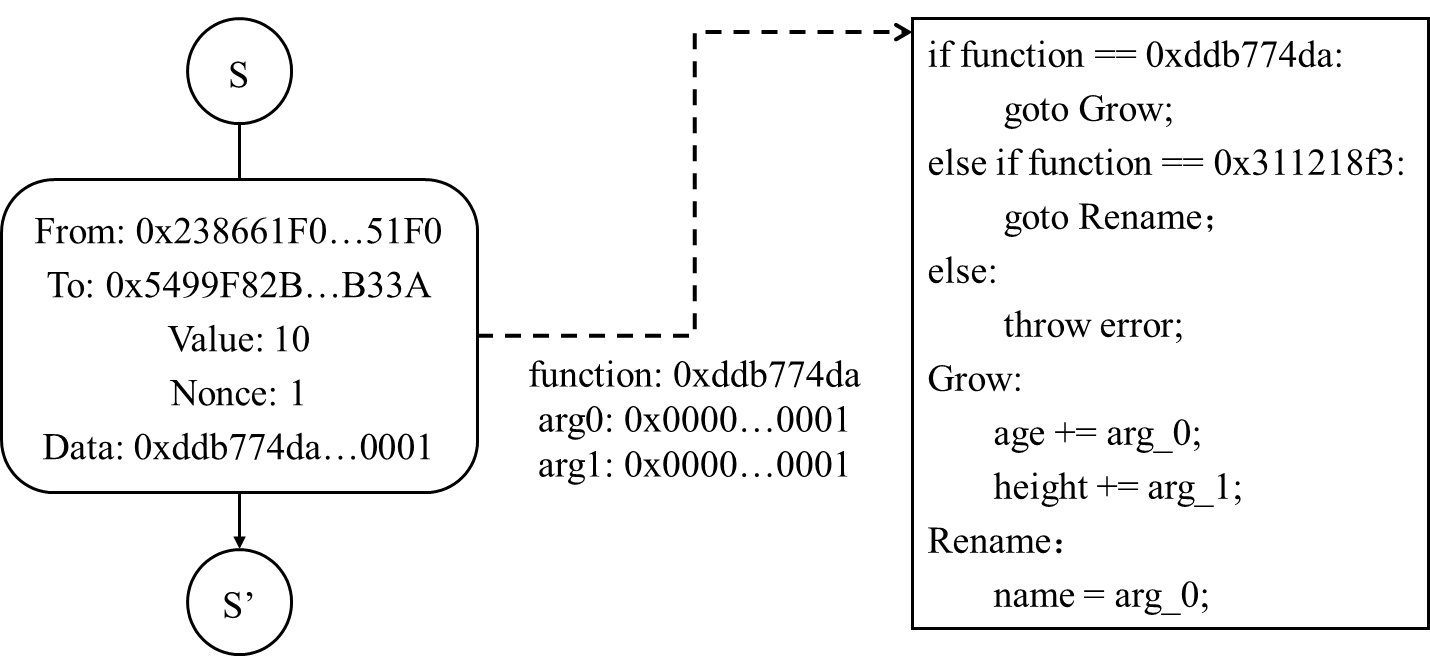 S
From: 0x238661F0…51F0
To: 0x5499F82B…B33A
Value: 10
Nonce: 1
Data: 0xddb774da…0001
S’
function: 0xddb774da
arg0: 0x0000…0001
arg1: 0x0000…0001
if function == 0xddb774da:
goto Grow;
else if function == 0x311218f3:
goto Rename；
else:
throw error;
Grow:
age += arg_0;
height += arg_1;
Rename：
name = arg_0;